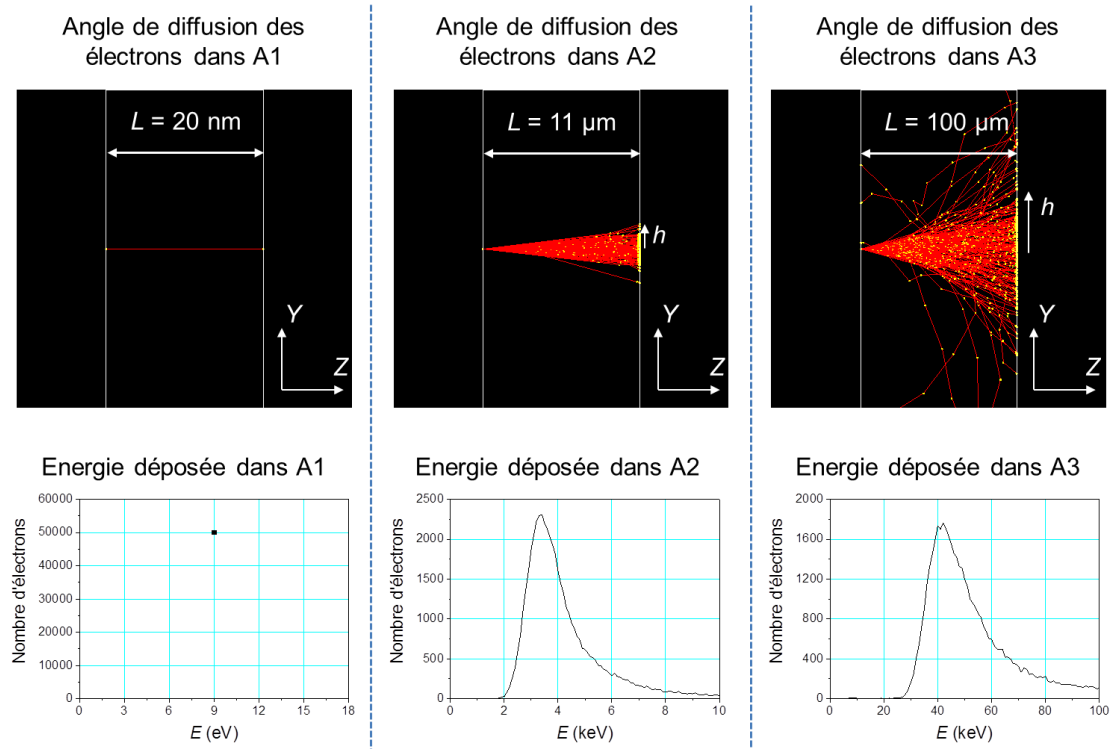 Angle de diffusion des
électrons dans A1
L = 20 nm
Y
Z
Energie déposée dans A1
Nombre d'électrons
60000
50000
40000
30000
20000
10000
0
0 3 6 9 12 15 18
E (eV)
Angle de diffusion des
électrons dans A2
L = 11 µm
h
Y
Z
Energie déposée dans A2
Nombre d'électrons
2500
2000
1500
1000
500
0
0 2 4 6 8 10
E (keV)
Angle de diffusion des
électrons dans A3
L = 100 µm
h
Y
Z
Energie déposée dans A3
Nombre d'électrons
2000
1600
1200
800
400
0
0 20 40 60 80 100
E (keV)